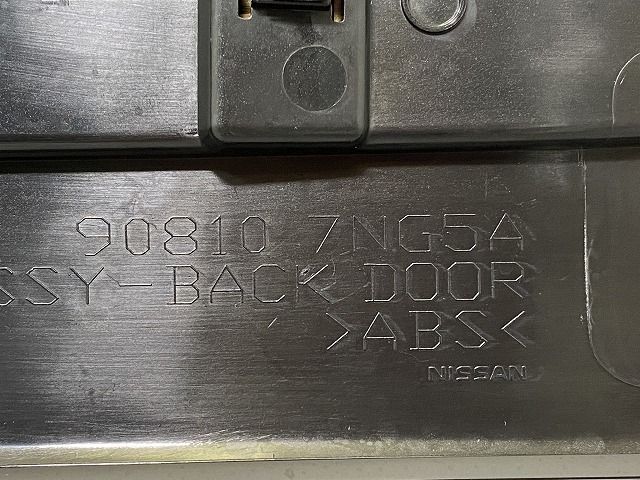 90810 7NG5A
SSY-BACK DOOR
>ABS<
NISSAN